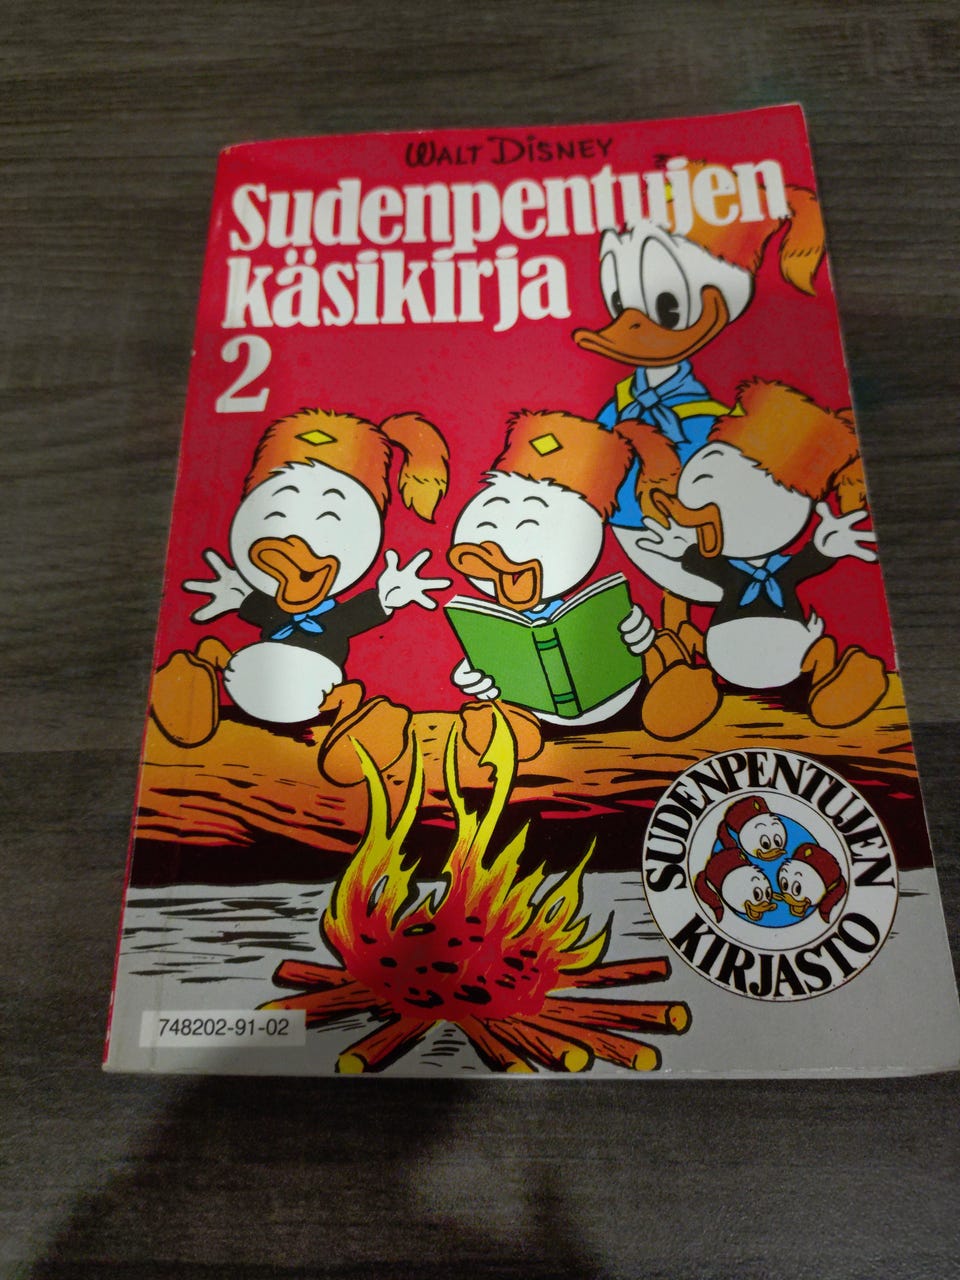 WALT DISNEY
Sudenpentujen
käsikirja
2
SUDENPENTUJEN
KIRJASTO
748202-91-02